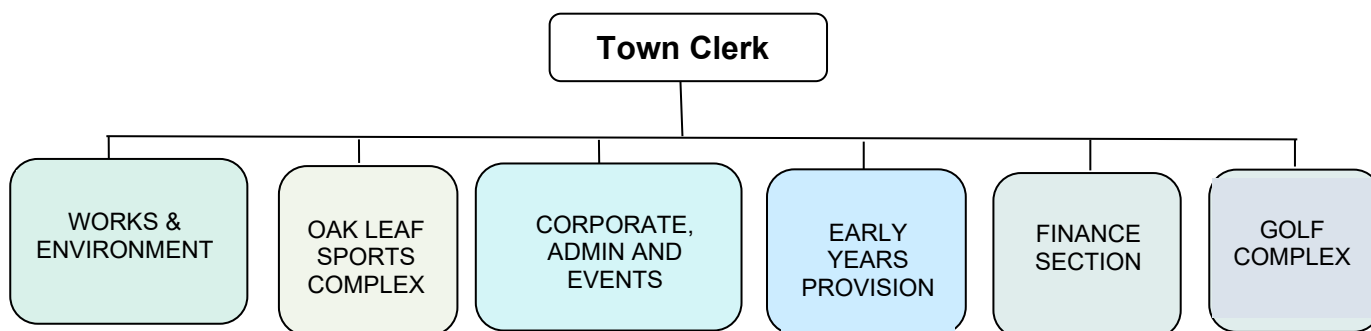 Town Clerk
WORKS &
ENVIRONMENT
OAK LEAF
SPORTS
COMPLEX
CORPORATE,
ADMIN AND
EVENTS
EARLY
YEARS
PROVISION
FINANCE
SECTION
GOLF
COMPLEX